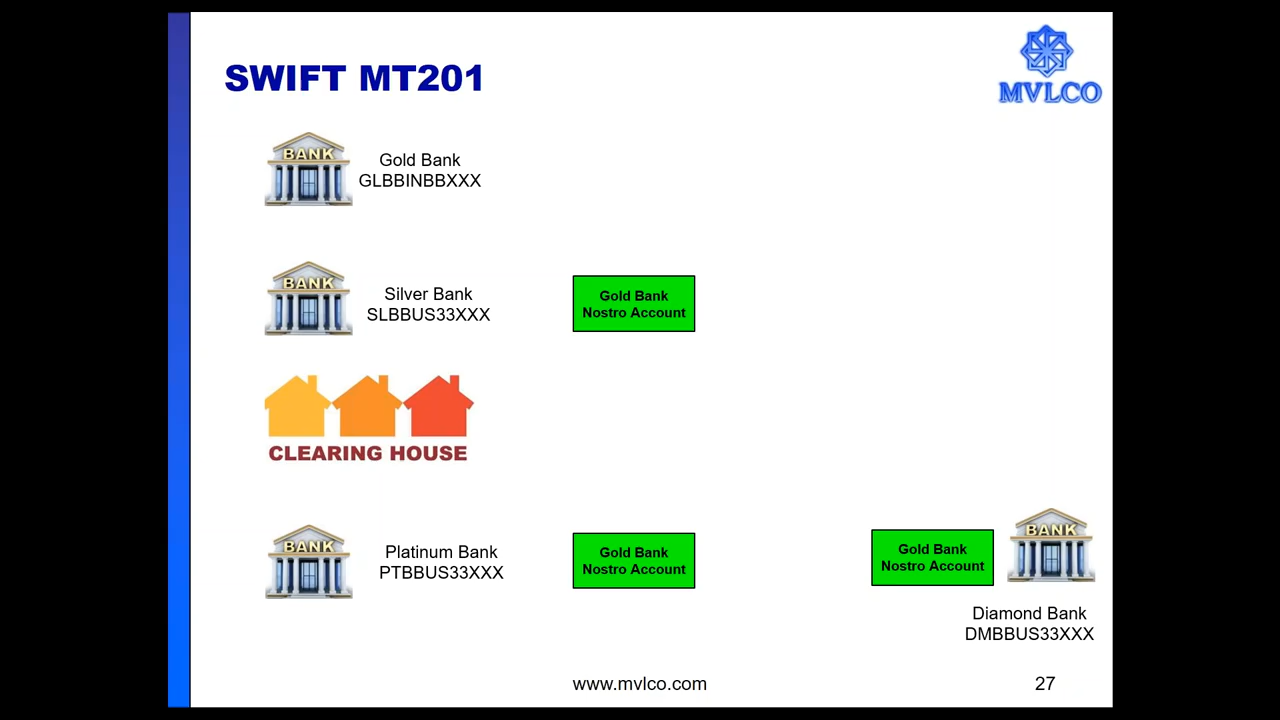 SWIFT MT201
MVLCO
BANK
Gold Bank
GLBBINBBXXX
BANK
Silver Bank
SLBBUS33XXX
Gold Bank
Nostro Account
CLEARING HOUSE
BANK
Platinum Bank
PTBBUS33XXX
Gold Bank
Nostro Account
Gold Bank
Nostro Account
BANK
Diamond Bank
DMBBUS33XXX
www.mvlco.com
27